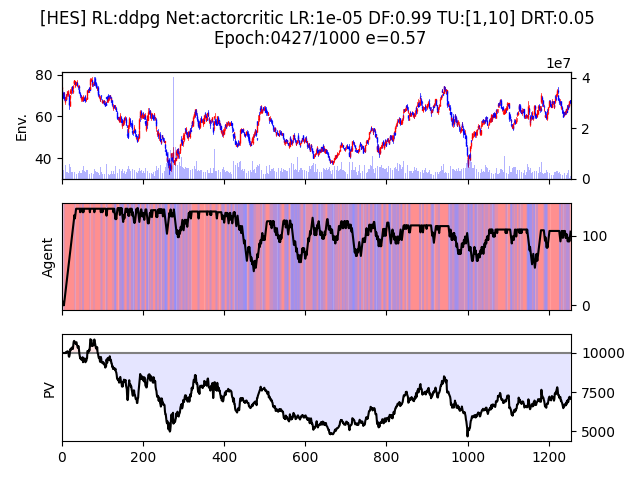 [HES] RL:ddpg Net:actorcritic LR:1e-05 DF:0.99 TU:[1,10] DRT:0.05
Epoch:0427/1000 e=0.57
1e7
80
60
40
Env.
4
2
0
Agent
100
0
PV
10000
7500
5000
0 200 400 600 800 1000 1200